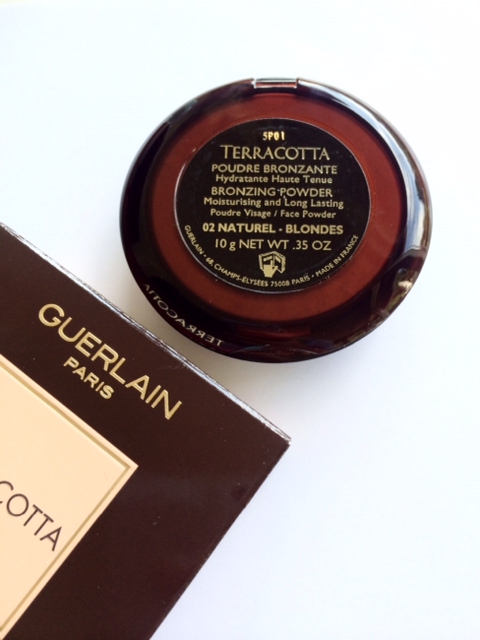 5P01
TERRACOTTA
POUDRE BRONZANTE
Hydratante Haute Tenue
BRONZING POWDER
Moisturising and Long Lasting
Poudre Visage / Face Powder
02 NATUREL - BLONDES
10 g NET WT .35 OZ
GUERLAIN • 68, CHAMPS-ELYSÉES 75008 PARIS • MADE IN FRANCE
TERRACOTTA
GUERLAIN
PARIS
COTTA